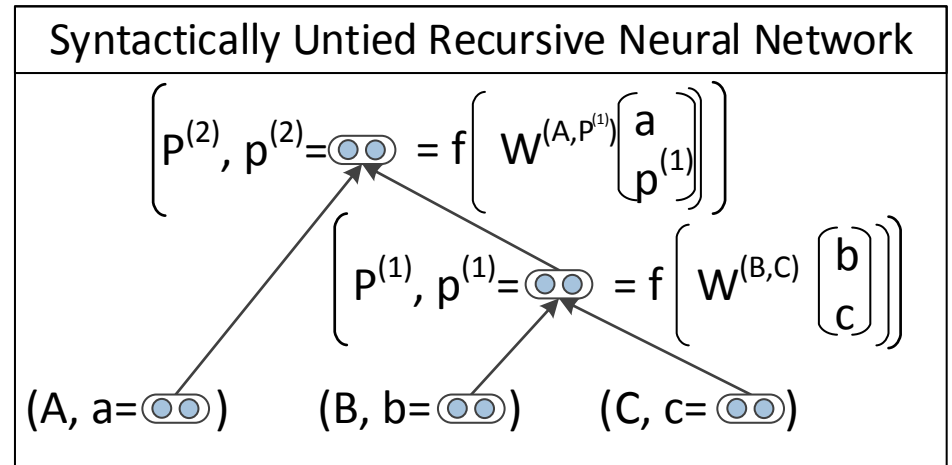 Syntactically Untied Recursive Neural Network
(P^(2), p^(2)= = f(W^(A,P^(1)) (a p^(1))))
(P^(1), p^(1)= = f(W^(B,C) (b c)))
(A, a= ) (B, b= ) (C, c= )